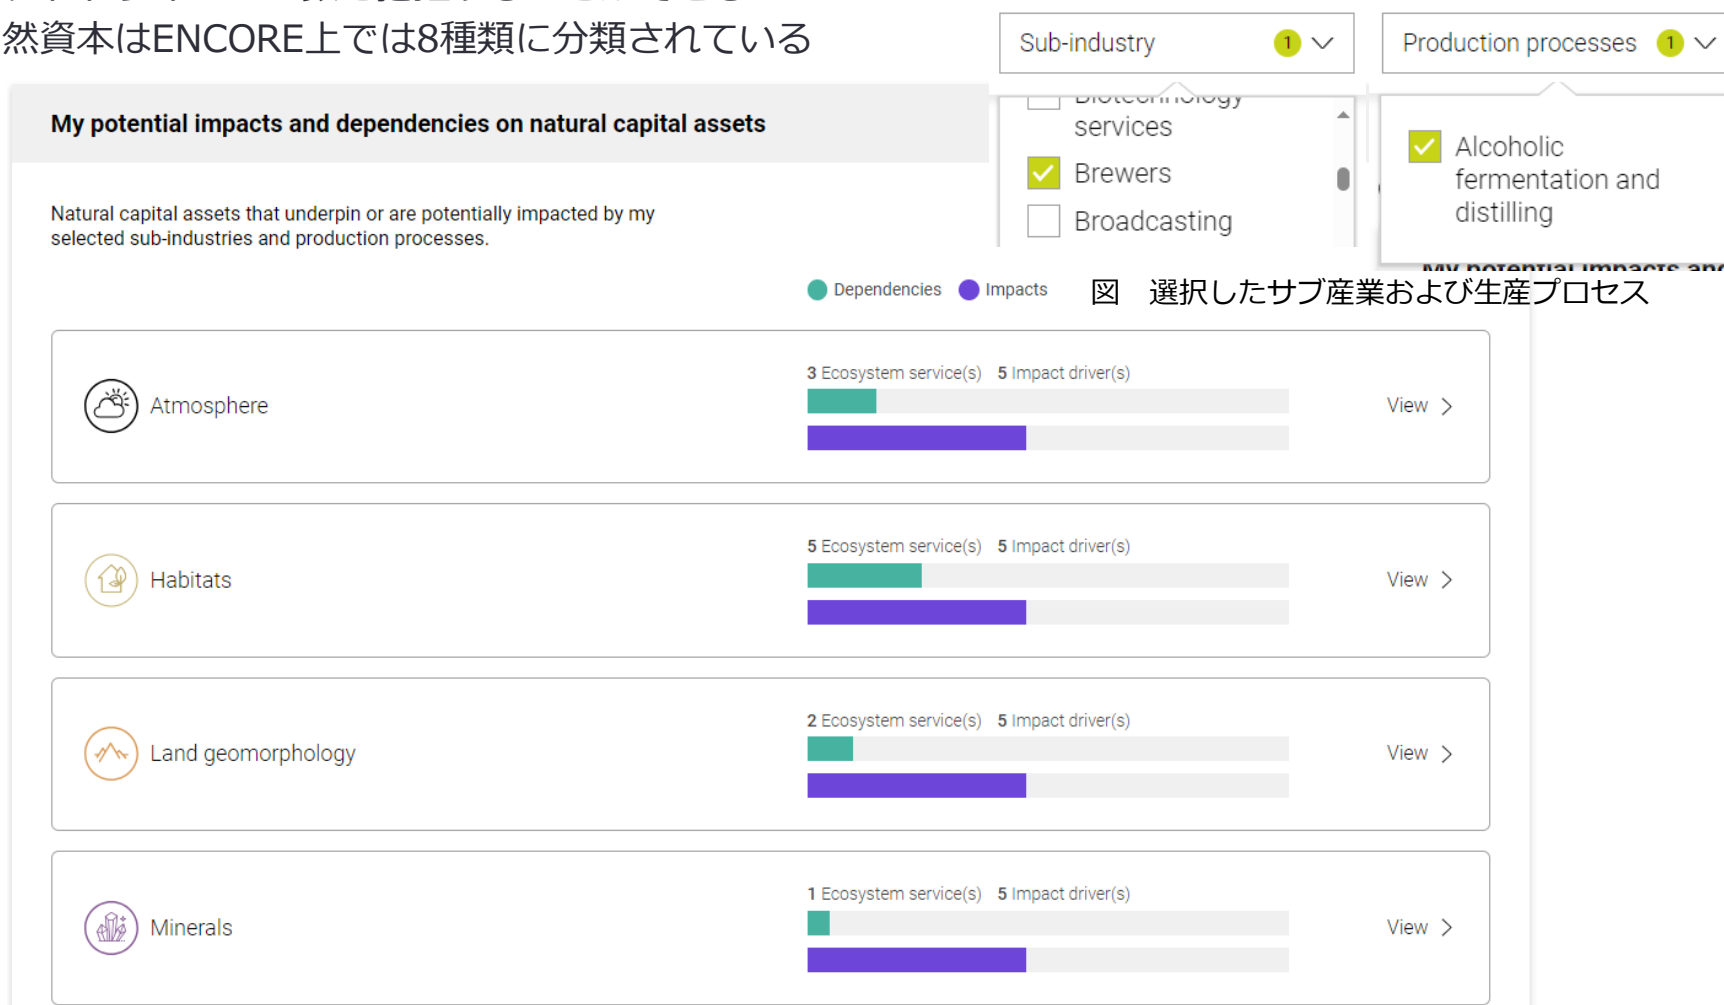 然資本はENCORE上では8種類に分類されている
Sub-industry 1
Production processes 1
My potential impacts and dependencies on natural capital assets
Biotechnology
services
Brewers
Broadcasting
Alcoholic
fermentation and
distilling
Natural capital assets that underpin or are potentially impacted by my
selected sub-industries and production processes.
My potential impacts and
Dependencies Impacts
図 選択したサブ産業および生産プロセス
Atmosphere
3 Ecosystem service(s) 5 Impact driver(s)
View
Habitats
5 Ecosystem service(s) 5 Impact driver(s)
View
Land geomorphology
2 Ecosystem service(s) 5 Impact driver(s)
View
Minerals
1 Ecosystem service(s) 5 Impact driver(s)
View